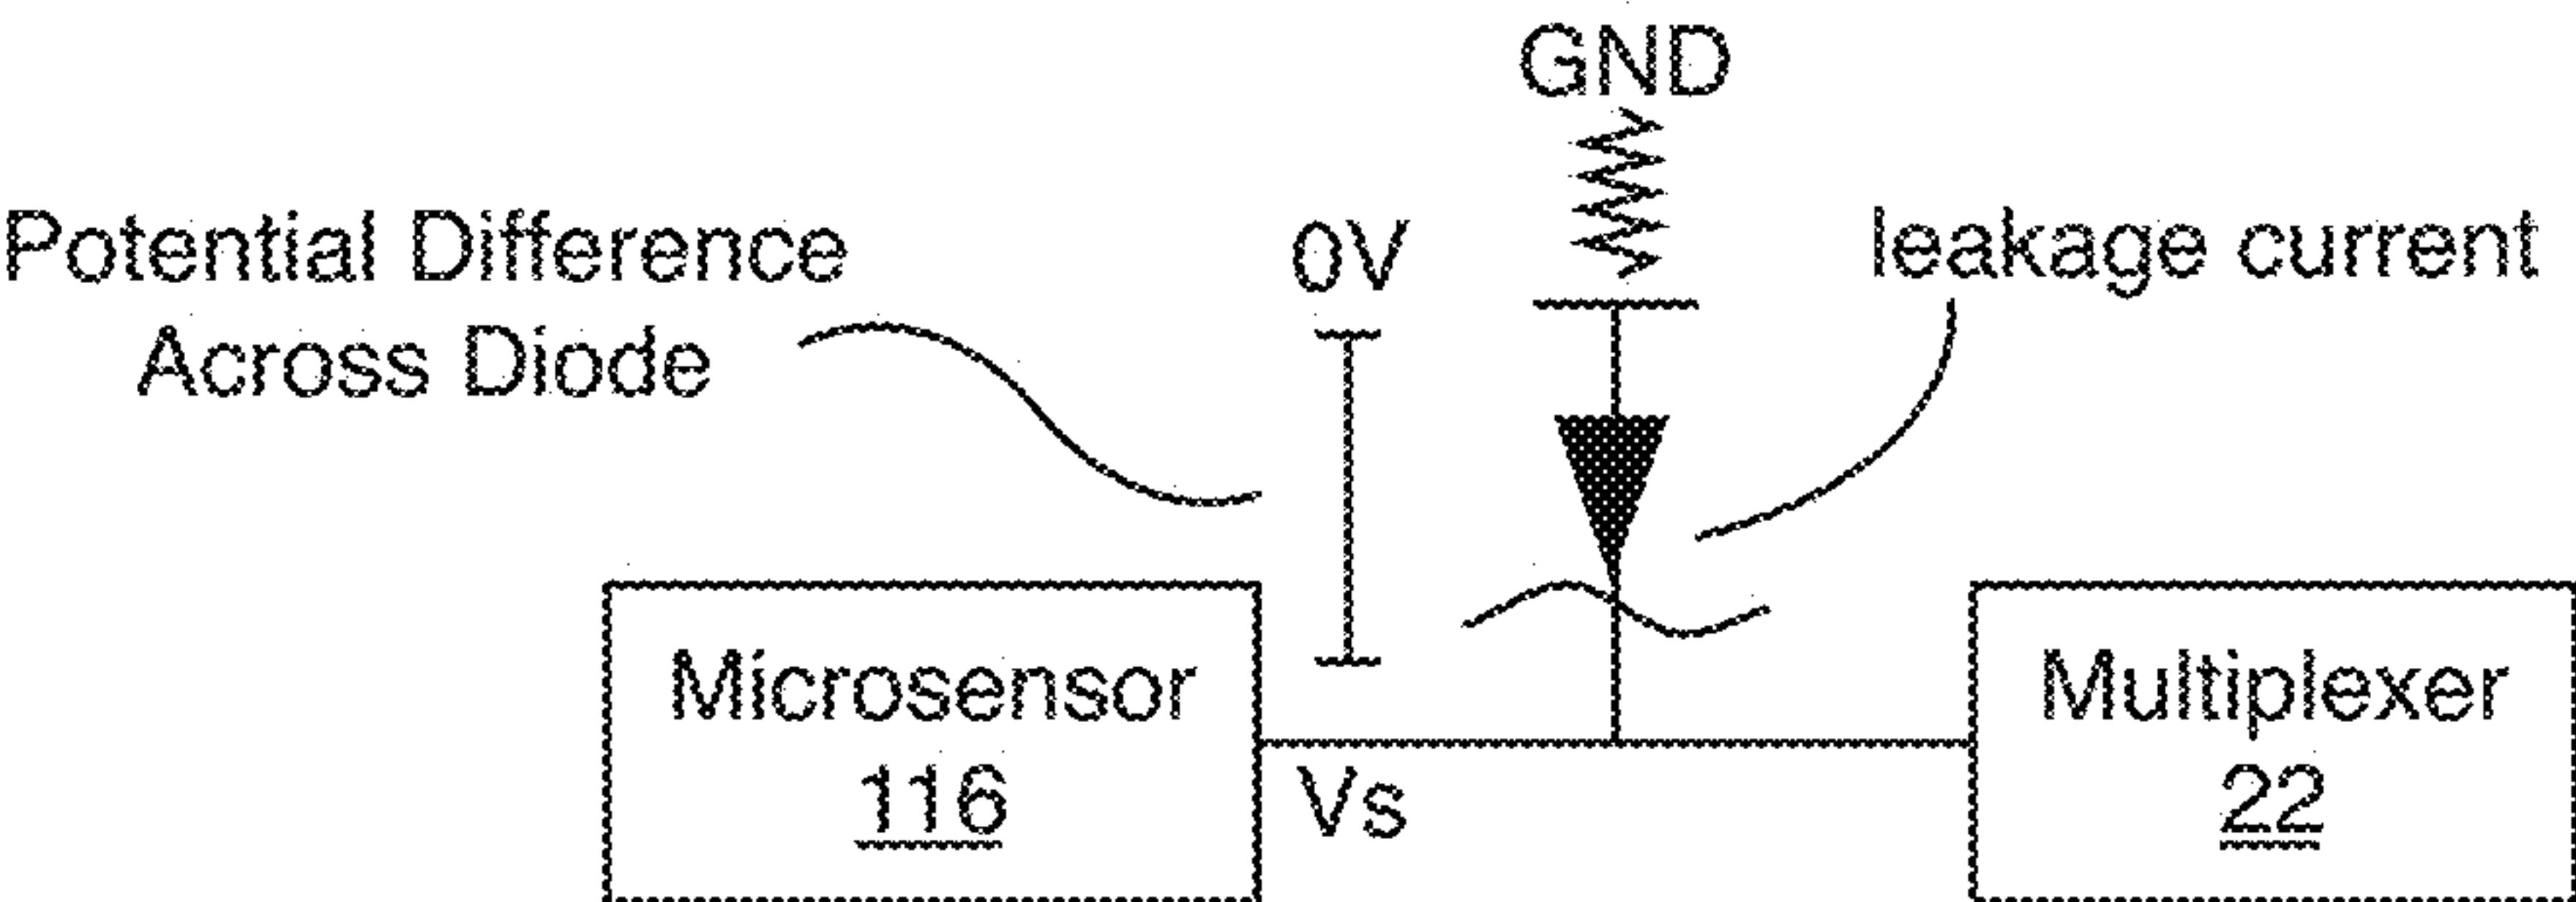 GND
Potential Difference
Across Diode
0V
leakage current
Microsensor
116
Vs
Multiplexer
22